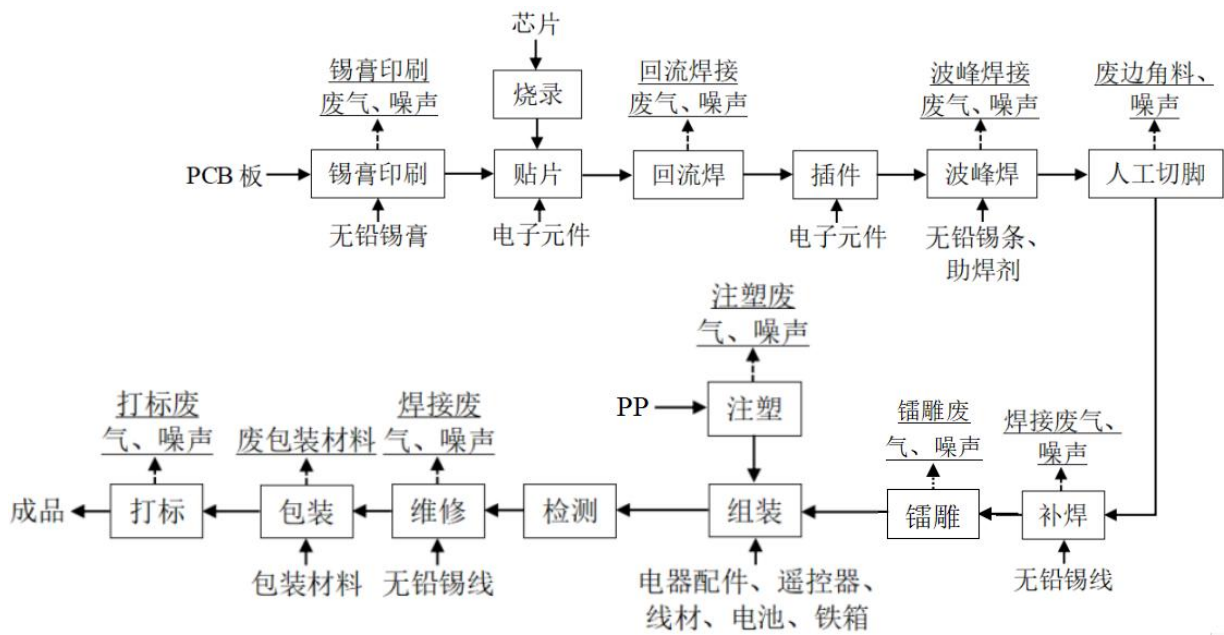 芯片
锡膏印刷
废气、噪声
烧录
回流焊接
废气、噪声
波峰焊接
废气、噪声
废边角料、
噪声
PCB 板
锡膏印刷
贴片
回流焊
插件
波峰焊
人工切脚
无铅锡膏
电子元件
电子元件
无铅锡条、
助焊剂
注塑废
气、噪声
PP
注塑
打标废
气、噪声
废包装材料
焊接废
气、噪声
镭雕废
气、噪声
焊接废气、
噪声
成品
打标
包装
维修
检测
组装
镭雕
补焊
包装材料
无铅锡线
电器配件、遥控器、
线材、电池、铁箱
无铅锡线